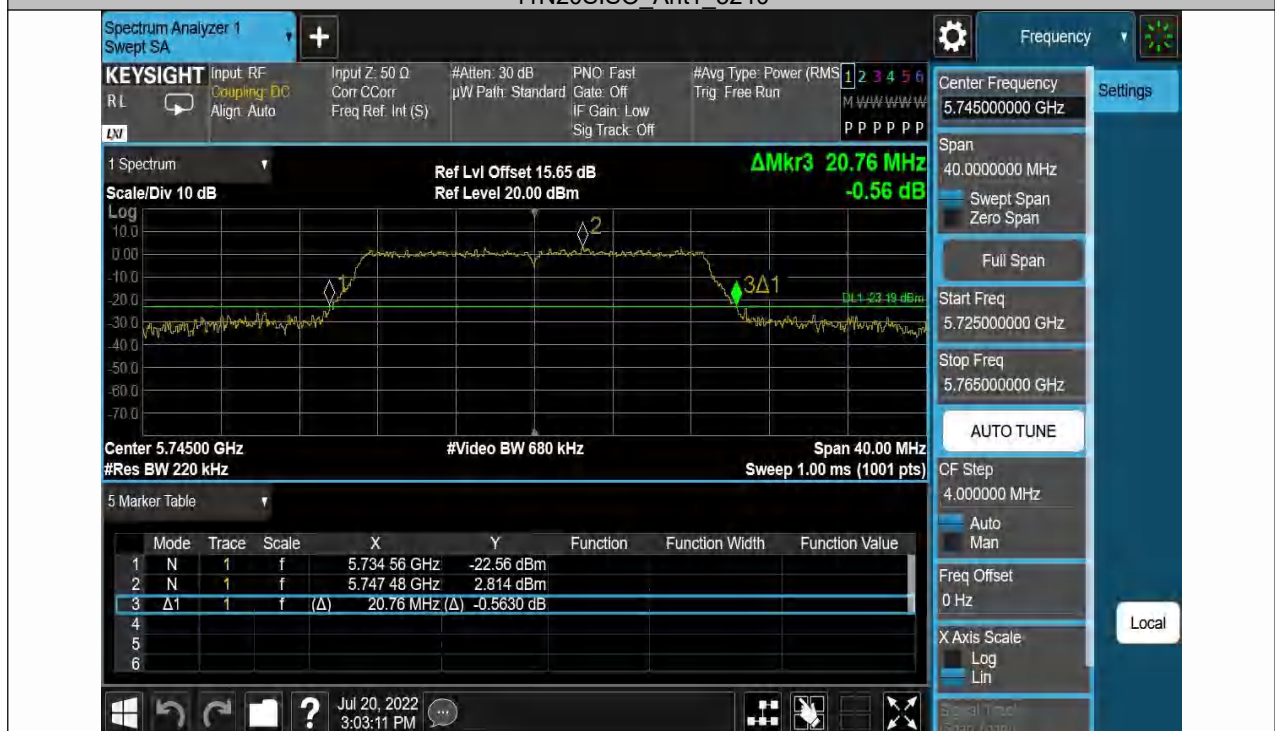 Spectrum Analyzer 1
Swept SA
+
Frequency
KEYSIGHT
RL
LXI
Input: RF
Coupling: DC
Align: Auto
Input Z: 50 Ω
Corr CCorr
Freq Ref: Int (S)
#Atten: 30 dB
µW Path: Standard
PNO: Fast
Gate: Off
IF Gain: Low
Sig Track: Off
#Avg Type: Power (RMS
Trig: Free Run
1 2 3 4 5 6
M W W W W W
P P P P P P
1 Spectrum
Scale/Div 10 dB
Ref Lvl Offset 15.65 dB
Ref Level 20.00 dBm
ΔMkr3 20.76 MHz
-0.56 dB
Log
10.0
0.00
-10.0
-20.0
-30.0
-40.0
-50.0
-60.0
-70.0
1
2
3Δ1
DL1 -23.19 dBm
Center 5.74500 GHz
#Res BW 220 kHz
#Video BW 680 kHz
Span 40.00 MHz
Sweep 1.00 ms (1001 pts)
5 Marker Table
Mode Trace Scale X Y Function Function Width Function Value
1 N 1 f 5.734 56 GHz -22.56 dBm
2 N 1 f 5.747 48 GHz 2.814 dBm
3 Δ1 1 f (Δ) 20.76 MHz (Δ) -0.5630 dB
4
5
6
?
Jul 20, 2022
3:03:11 PM
Center Frequency
5.745000000 GHz
Settings
Span
40.0000000 MHz
Swept Span
Zero Span
Full Span
Start Freq
5.725000000 GHz
Stop Freq
5.765000000 GHz
AUTO TUNE
CF Step
4.000000 MHz
Auto
Man
Freq Offset
0 Hz
X Axis Scale
Log
Lin
Local